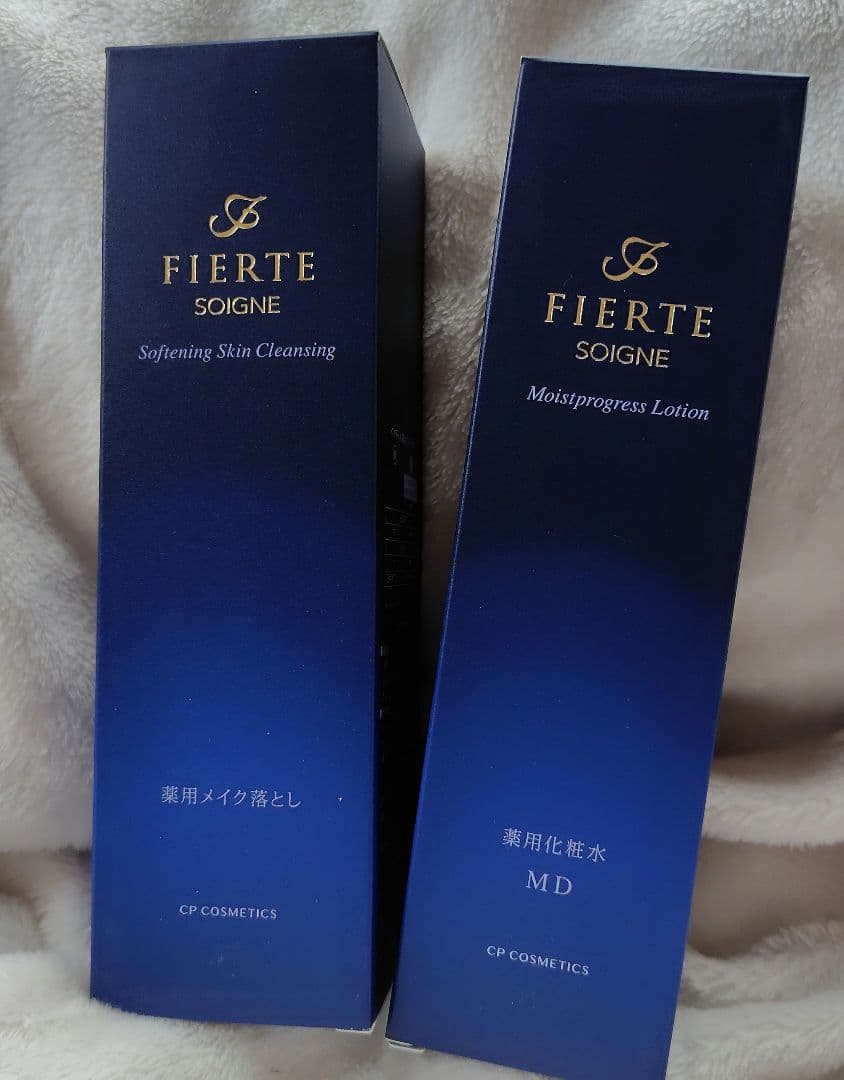 FIERTE
SOIGNE
Softening Skin Cleansing
薬用メイク落とし
CP COSMETICS
FIERTE
SOIGNE
Moistprogress Lotion
薬用化粧水
MD
CP COSMETICS